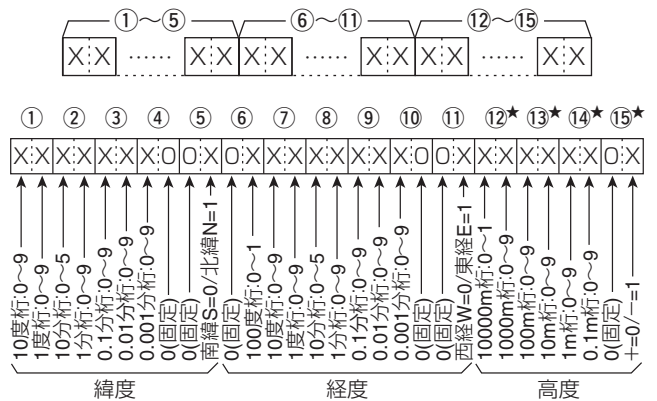 ①〜⑤ ⑥〜⑪ ⑫〜⑮
X X …… X X X X …… X X X X …… X X
① ② ③ ④ ⑤ ⑥ ⑦ ⑧ ⑨ ⑩ ⑪ ⑫★ ⑬★ ⑭★ ⑮★
X X X X X X X 0 0 X 0 X X X X X X X X 0 0 X X X X X X X 0 X
10度桁:0〜9
1度桁:0〜9
10分桁:0〜5
1分桁:0〜9
0.1分桁:0〜9
0.01分桁:0〜9
0.001分桁:0〜9
0(固定)
0(固定)
南緯S=0/北緯N=1
0(固定)
100度桁:0〜1
10度桁:0〜9
1度桁:0〜9
10分桁:0〜5
1分桁:0〜9
0.1分桁:0〜9
0.01分桁:0〜9
0.001分桁:0〜9
0(固定)
0(固定)
西経W=0/東経E=1
10000m桁:0〜1
1000m桁:0〜9
100m桁:0〜9
10m桁:0〜9
1m桁:0〜9
0.1m桁:0〜9
0(固定)
+=0/−=1
緯度 経度 高度